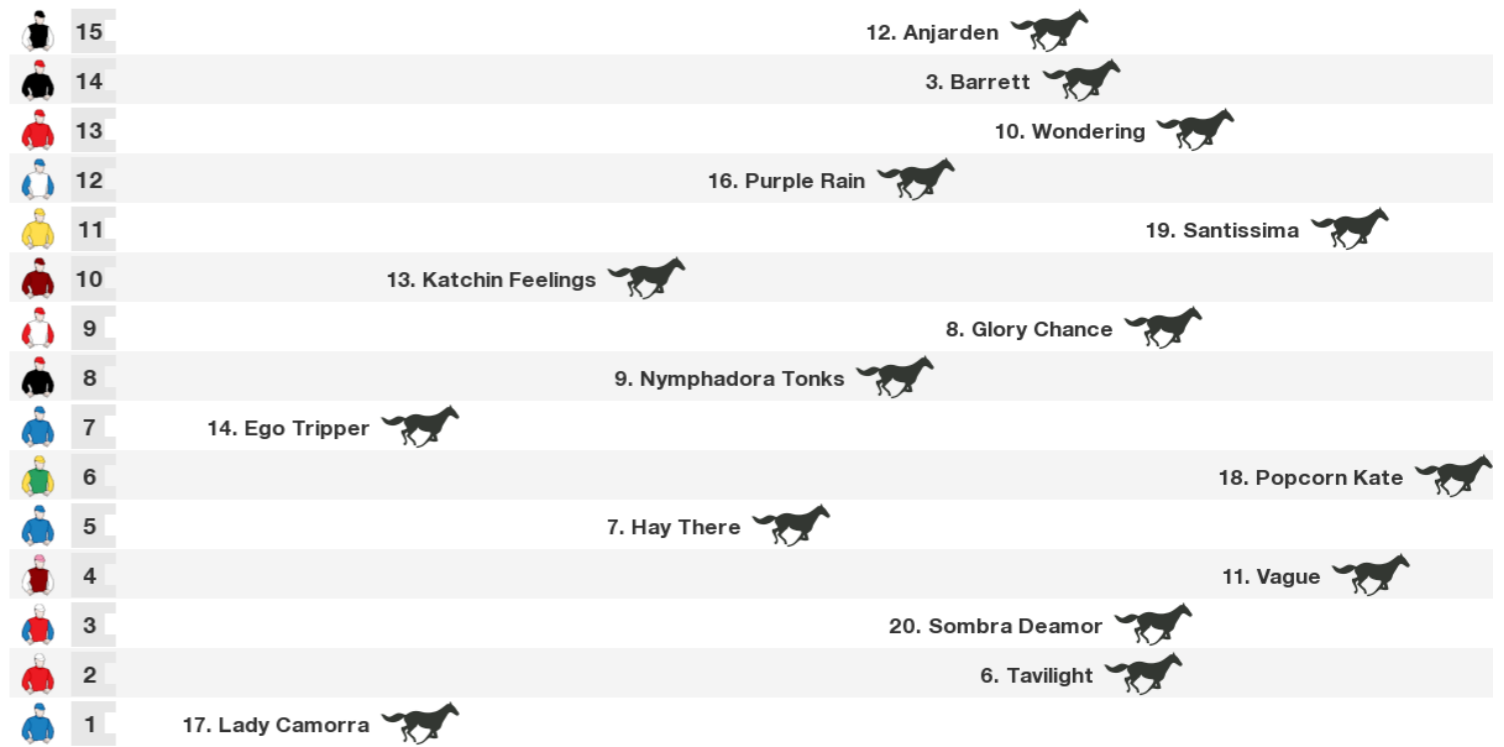 15 12. Anjarden
14 3. Barrett
13 10. Wondering
12 16. Purple Rain
11 19. Santissima
10 13. Katchin Feelings
9 8. Glory Chance
8 9. Nymphadora Tonks
7 14. Ego Tripper
6 18. Popcorn Kate
5 7. Hay There
4 11. Vague
3 20. Sombra Deamor
2 6. Tavilight
1 17. Lady Camorra